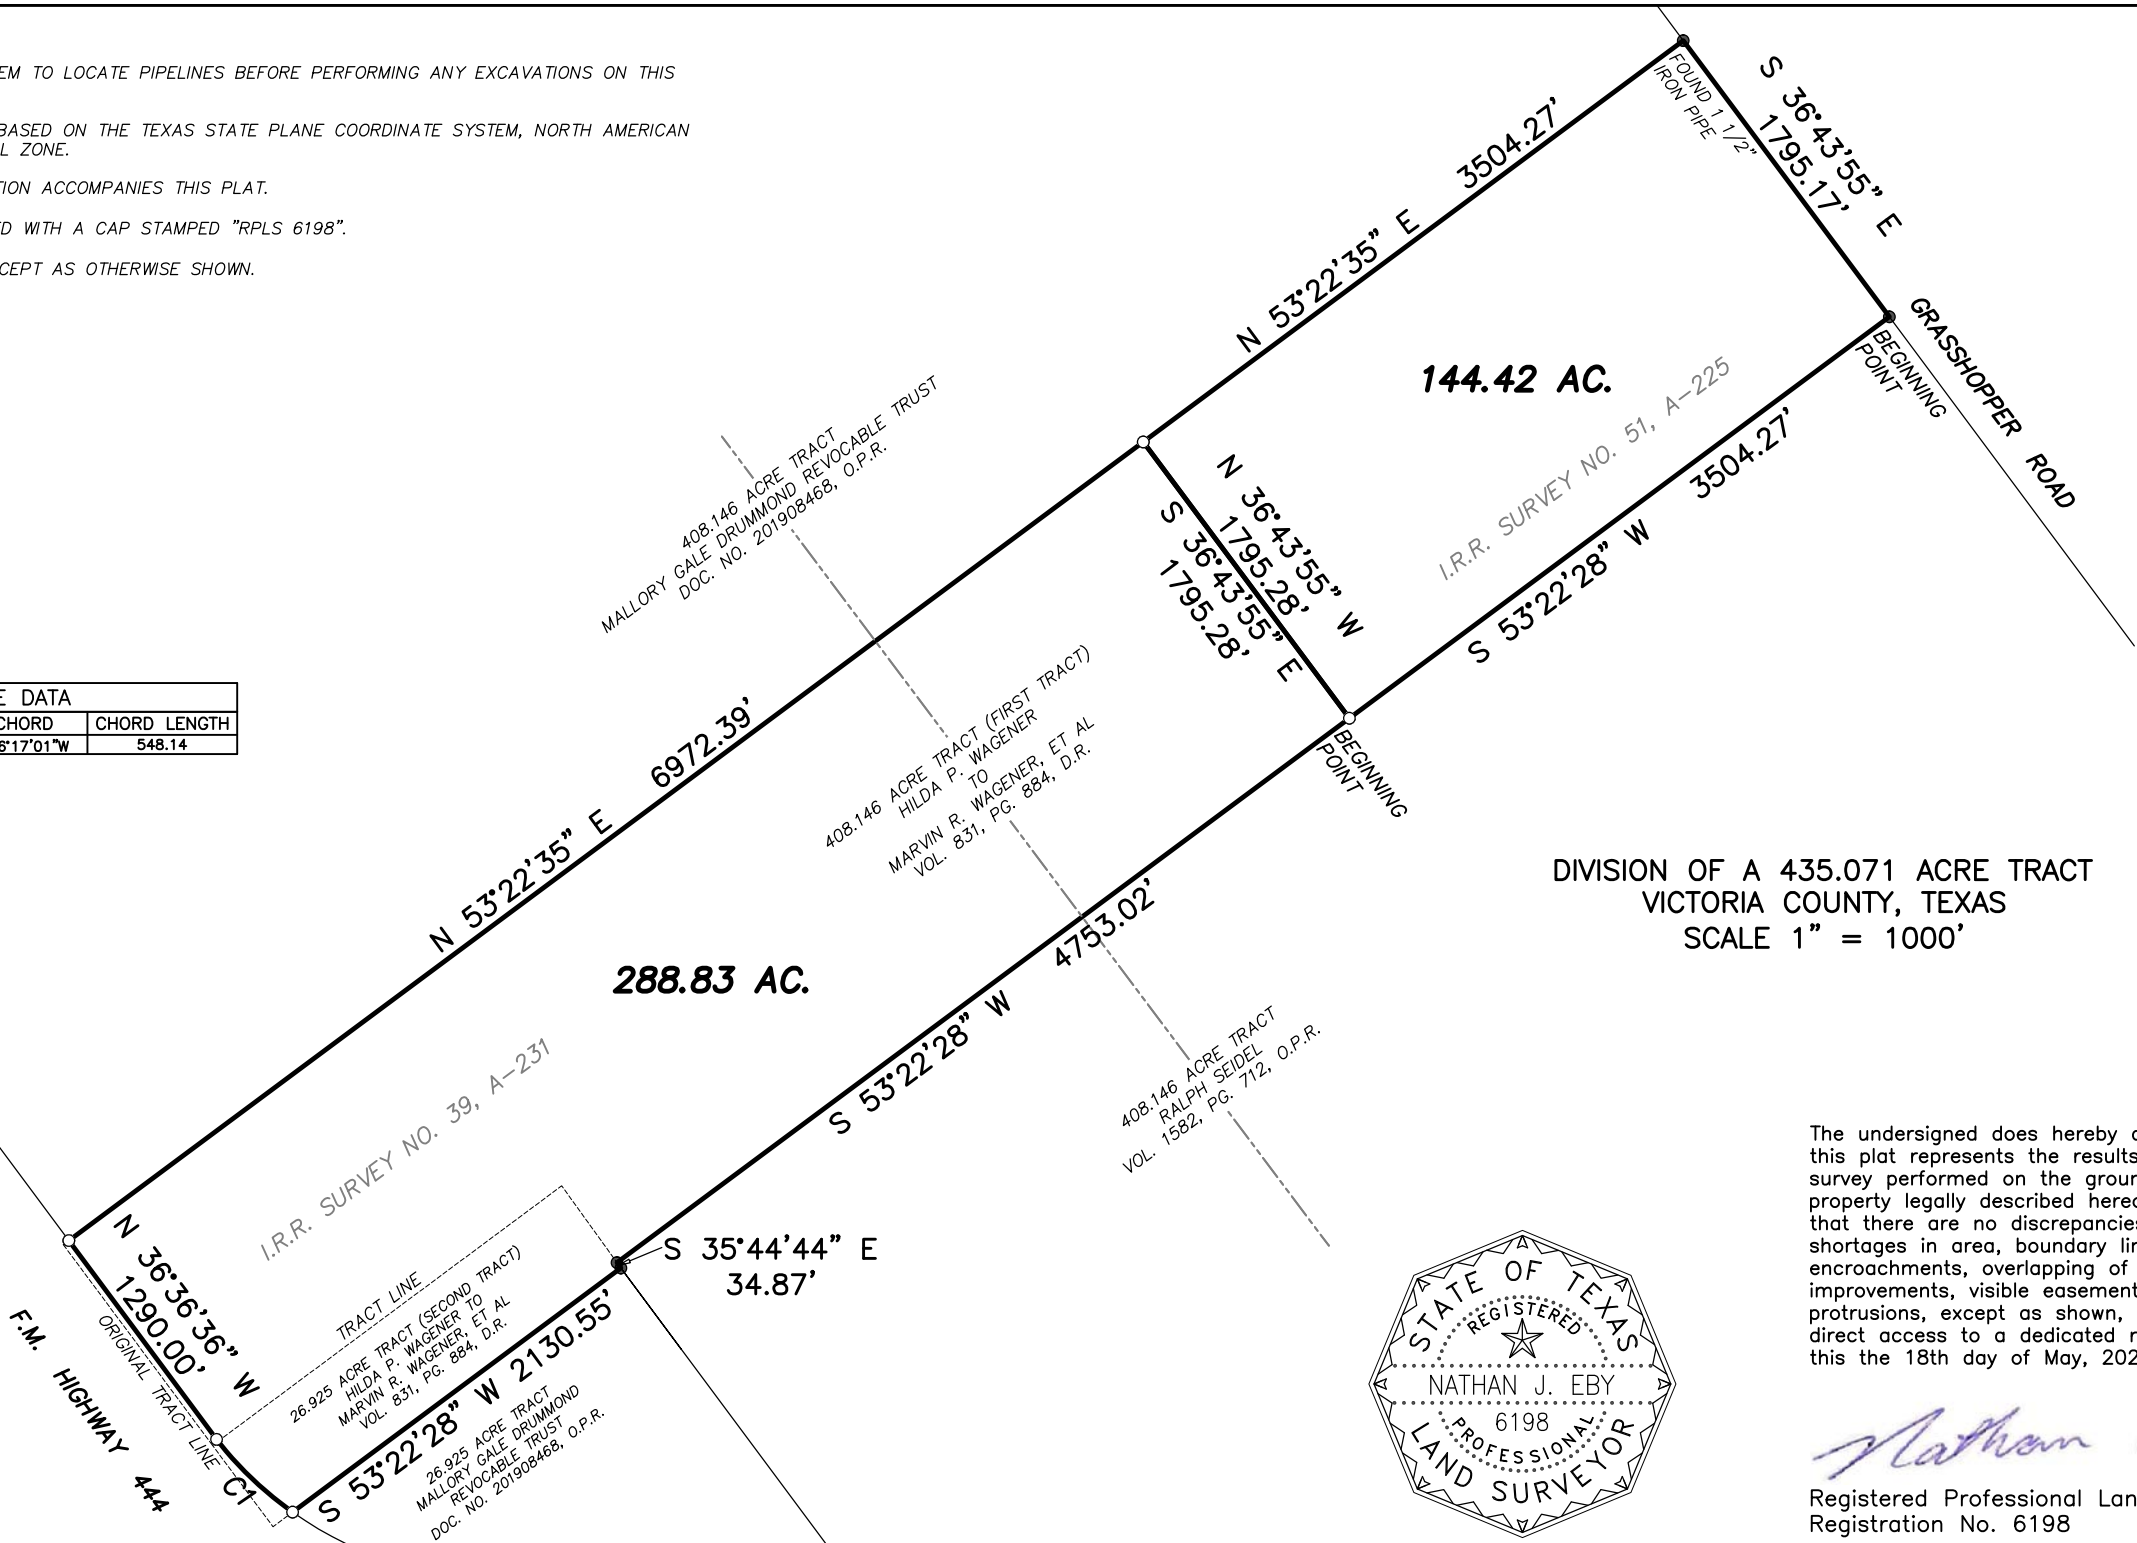 EM TO LOCATE PIPELINES BEFORE PERFORMING ANY EXCAVATIONS ON THIS
BASED ON THE TEXAS STATE PLANE COORDINATE SYSTEM, NORTH AMERICAN
L ZONE.
TION ACCOMPANIES THIS PLAT.
ED WITH A CAP STAMPED "RPLS 6198".
CEPT AS OTHERWISE SHOWN.
FOUND 1 1/2"
IRON PIPE
S 36°43'55" E
1795.17'
N 53°22'35" E 3504.27'
144.42 AC.
I.R.R. SURVEY NO. 51, A-225
BEGINNING
POINT
GRASSHOPPER ROAD
S 53°22'28" W 3504.27'
N 36°43'55" W
1795.28'
S 36°43'55" E
1795.28'
408.146 ACRE TRACT
MALLORY GALE DRUMMOND REVOCABLE TRUST
DOC. NO. 201908468, O.P.R.
E DATA
CHORD CHORD LENGTH
6°17'01"W 548.14
N 53°22'35" E 6972.39'
408.146 ACRE TRACT (FIRST TRACT)
HILDA P. WAGENER
TO
MARVIN R. WAGENER, ET AL
VOL. 831, PG. 884, D.R.
BEGINNING
POINT
288.83 AC.
S 53°22'28" W 4753.02'
DIVISION OF A 435.071 ACRE TRACT
VICTORIA COUNTY, TEXAS
SCALE 1" = 1000'
I.R.R. SURVEY NO. 39, A-231
408.146 ACRE TRACT
RALPH SEIDEL
VOL. 1582, PG. 712, O.P.R.
S 35°44'44" E
34.87'
N 36°36'36" W
1290.00'
ORIGINAL TRACT LINE
F.M. HIGHWAY 444
C1
TRACT LINE
26.925 ACRE TRACT (SECOND TRACT)
HILDA P. WAGENER TO
MARVIN R. WAGENER, ET AL
VOL. 831, PG. 884, D.R.
S 53°22'28" W 2130.55'
26.925 ACRE TRACT
MALLORY GALE DRUMMOND
REVOCABLE TRUST
DOC. NO. 201908468, O.P.R.
STATE OF TEXAS
REGISTERED
NATHAN J. EBY
6198
PROFESSIONAL
LAND SURVEYOR
The undersigned does hereby c
this plat represents the results
survey performed on the groun
property legally described hereo
that there are no discrepancies
shortages in area, boundary lin
encroachments, overlapping of
improvements, visible easement
protrusions, except as shown,
direct access to a dedicated r
this the 18th day of May, 202
Nathan
Registered Professional Lan
Registration No. 6198